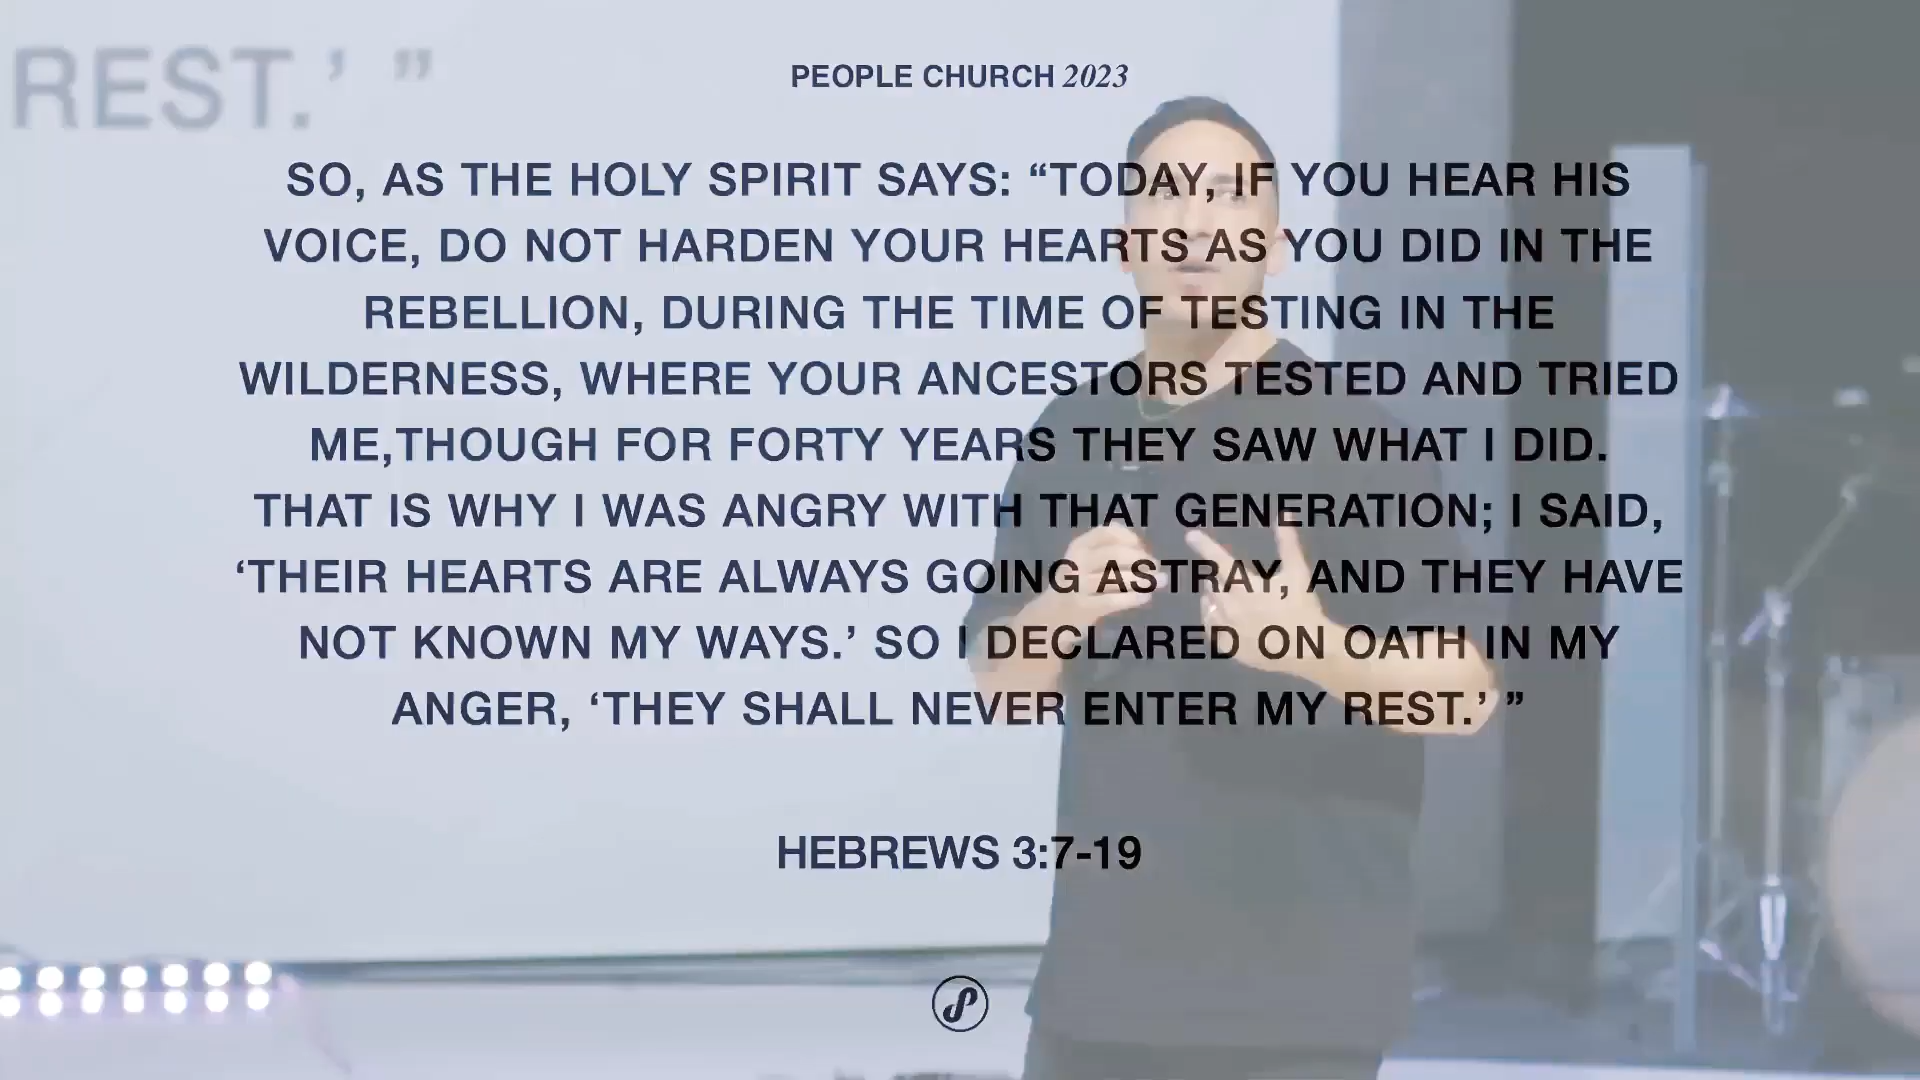 REST.’ ”
PEOPLE CHURCH 2023
SO, AS THE HOLY SPIRIT SAYS: “TODAY, IF YOU HEAR HIS
VOICE, DO NOT HARDEN YOUR HEARTS AS YOU DID IN THE
REBELLION, DURING THE TIME OF TESTING IN THE
WILDERNESS, WHERE YOUR ANCESTORS TESTED AND TRIED
ME,THOUGH FOR FORTY YEARS THEY SAW WHAT I DID.
THAT IS WHY I WAS ANGRY WITH THAT GENERATION; I SAID,
‘THEIR HEARTS ARE ALWAYS GOING ASTRAY, AND THEY HAVE
NOT KNOWN MY WAYS.’ SO I DECLARED ON OATH IN MY
ANGER, ‘THEY SHALL NEVER ENTER MY REST.’ ”
HEBREWS 3:7-19